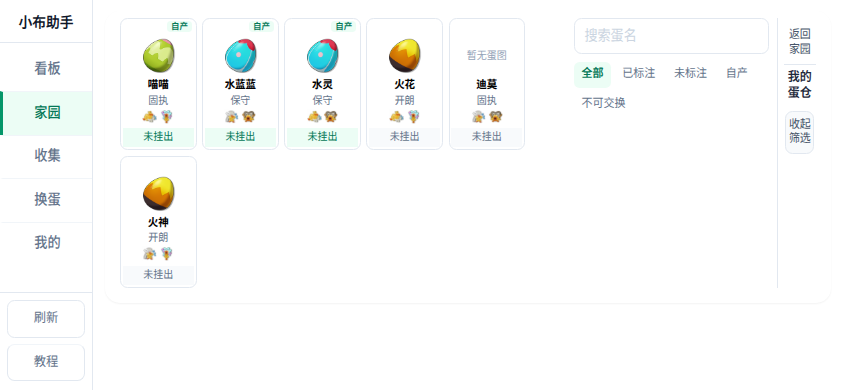 小布助手
看板
家园
收集
换蛋
我的
刷新
教程
自产
喵喵
固执
未挂出
自产
水蓝蓝
保守
未挂出
自产
水灵
保守
未挂出
火花
开朗
未挂出
暂无蛋图
迪莫
固执
未挂出
火神
开朗
未挂出
搜索蛋名
全部 已标注 未标注 自产
不可交换
返回
家园
我的
蛋仓
收起
筛选